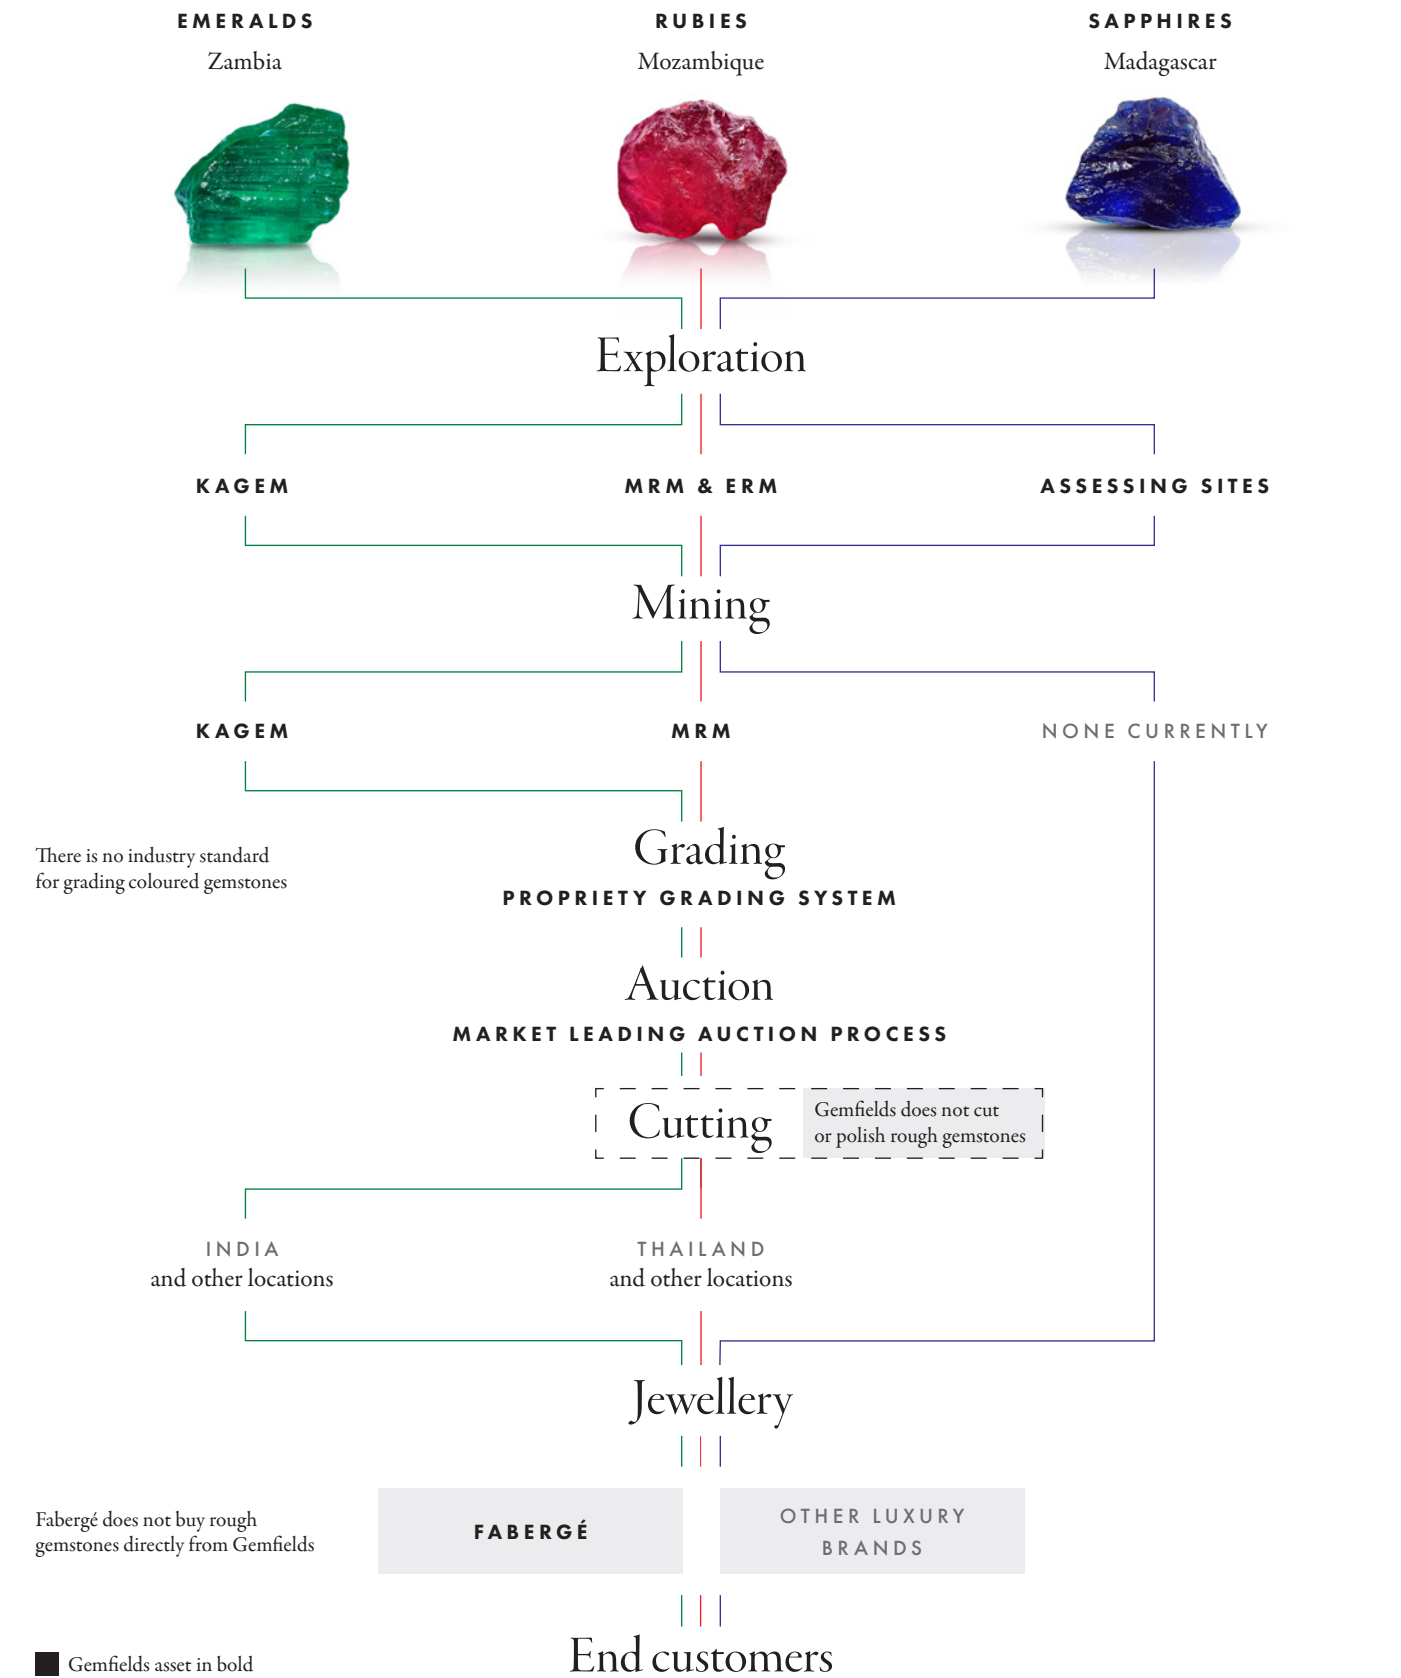 EMERALDS
Zambia
RUBIES
Mozambique
SAPPHIRES
Madagascar
Exploration
KAGEM
MRM & ERM
ASSESSING SITES
Mining
KAGEM
MRM
NONE CURRENTLY
Grading
There is no industry standard
for grading coloured gemstones
PROPRIETY GRADING SYSTEM
Auction
MARKET LEADING AUCTION PROCESS
Cutting
Gemfields does not cut
or polish rough gemstones
INDIA
and other locations
THAILAND
and other locations
Jewellery
Fabergé does not buy rough
gemstones directly from Gemfields
FABERGÉ
OTHER LUXURY
BRANDS
End customers
Gemfields asset in bold